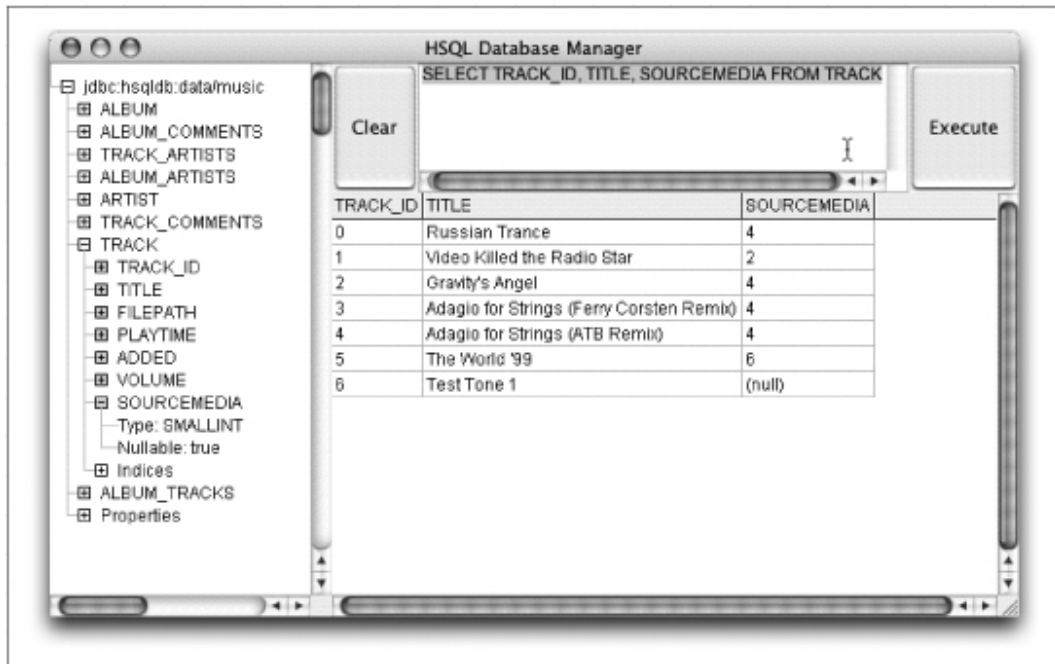 HSQL Database Manager
jdbc:hsqldb:data/music
ALBUM
ALBUM_COMMENTS
TRACK_ARTISTS
ALBUM_ARTISTS
ARTIST
TRACK_COMMENTS
TRACK
TRACK_ID
TITLE
FILEPATH
PLAYTIME
ADDED
VOLUME
SOURCEMEDIA
Type: SMALLINT
Nullable: true
Indices
ALBUM_TRACKS
Properties
Clear
SELECT TRACK_ID, TITLE, SOURCEMEDIA FROM TRACK
Execute
TRACK_ID TITLE SOURCEMEDIA
0 Russian Trance 4
1 Video Killed the Radio Star 2
2 Gravity's Angel 4
3 Adagio for Strings (Ferry Corsten Remix) 4
4 Adagio for Strings (ATB Remix) 4
5 The World '99 6
6 Test Tone 1 (null)